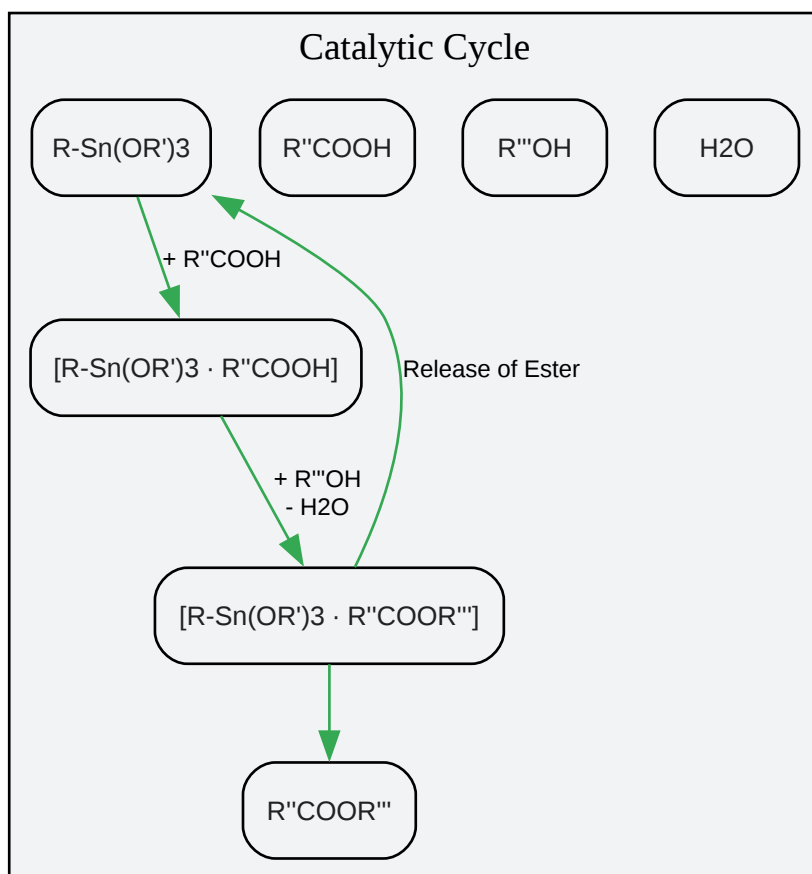 Catalytic Cycle
R-Sn(OR')3
R''COOH
R'''OH
H2O
+ R''COOH
[R-Sn(OR')3 · R''COOH]
Release of Ester
+ R'''OH
- H2O
[R-Sn(OR')3 · R''COOR''']
R''COOR'''